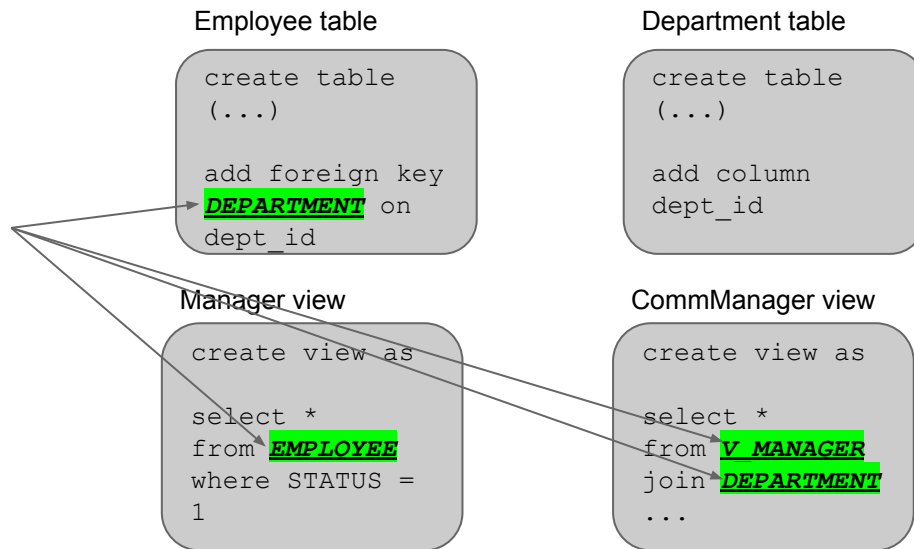 Employee table
create table
(...)
add foreign key
DEPARTMENT on
dept_id
Department table
create table
(...)
add column
dept_id
Manager view
create view as
select *
from EMPLOYEE
where STATUS =
1
CommManager view
create view as
select *
from V_MANAGER
join DEPARTMENT
...